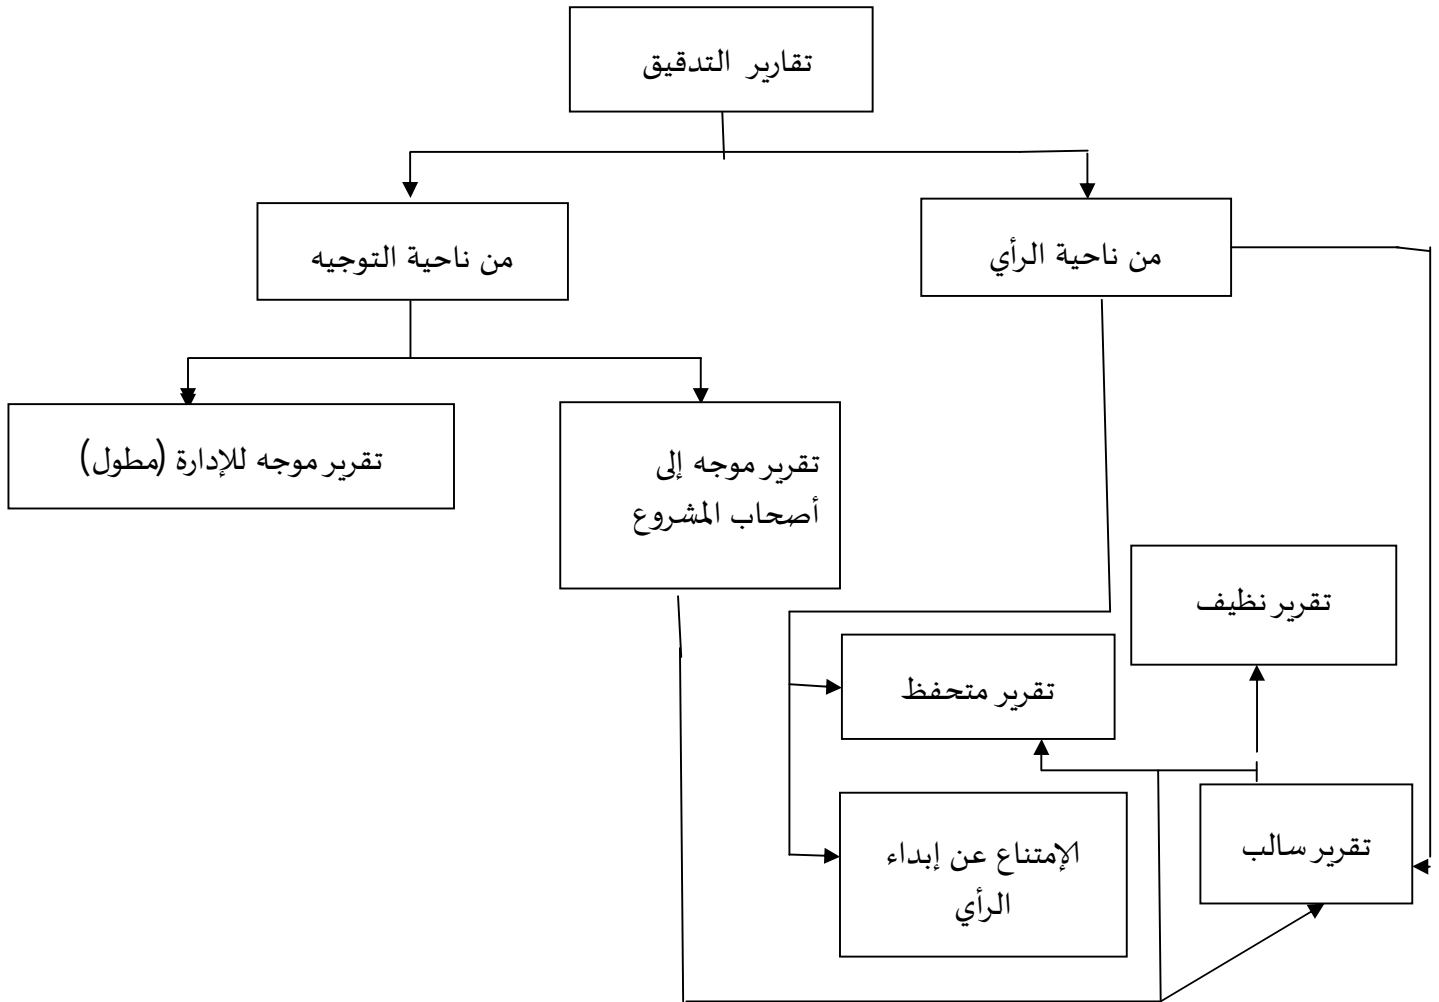 تقارير التدقيق
من ناحية الرأي
من ناحية التوجيه
تقرير موجه إلى
أصحاب المشروع
تقرير موجه للإدارة (مطول)
تقرير نظيف
تقرير متحفظ
تقرير سالب
الإمتناع عن إبداء
الرأي